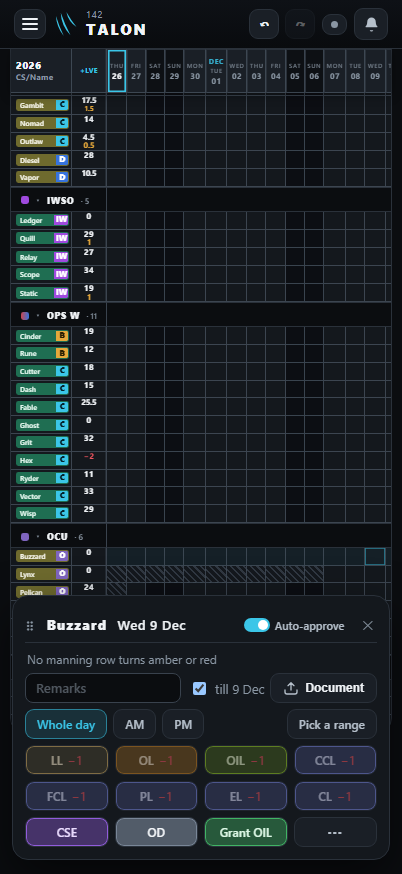 142
TALON
2026
CS/Name
+LVE
THU 26
FRI 27
SAT 28
SUN 29
MON 30
DEC TUE 01
WED 02
THU 03
FRI 04
SAT 05
SUN 06
MON 07
TUE 08
WED 09
Gambit C 17.5 1.5
Nomad C 14
Outlaw C 4.5 0.5
Diesel D 28
Vapor D 10.5
· IWSO · 5
Ledger IW 0
Quill IW 29 1
Relay IW 27
Scope IW 34
Static IW 19 1
· OPS W · 11
Cinder B 19
Rune B 12
Cutter C 18
Dash C 15
Fable C 25.5
Ghost C 0
Grit C 32
Hex C -2
Ryder C 11
Vector C 33
Wisp C 29
· OCU · 6
Buzzard O 0
Lynx O 0
Pelican O 24
Buzzard Wed 9 Dec Auto-approve
No manning row turns amber or red
Remarks till 9 Dec Document
Whole day AM PM Pick a range
LL −1 OL −1 OIL −1 CCL −1
FCL −1 PL −1 EL −1 CL −1
CSE OD Grant OIL ---